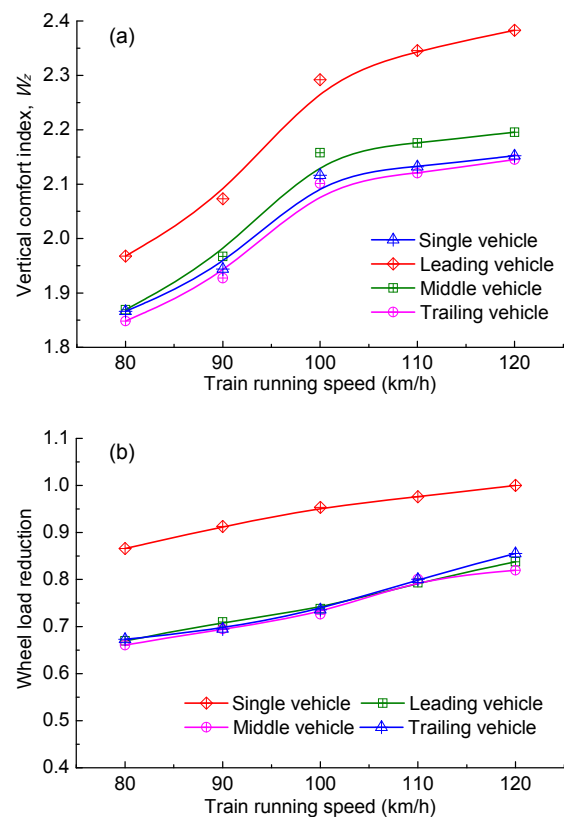 (a)
2.4
2.3
2.2
2.1
2.0
1.9
1.8
Vertical comfort index, Wz
Single vehicle
Leading vehicle
Middle vehicle
Trailing vehicle
80 90 100 110 120
Train running speed (km/h)
(b)
1.1
1.0
0.9
0.8
0.7
0.6
0.5
0.4
Wheel load reduction
Single vehicle Leading vehicle
Middle vehicle Trailing vehicle
80 90 100 110 120
Train running speed (km/h)